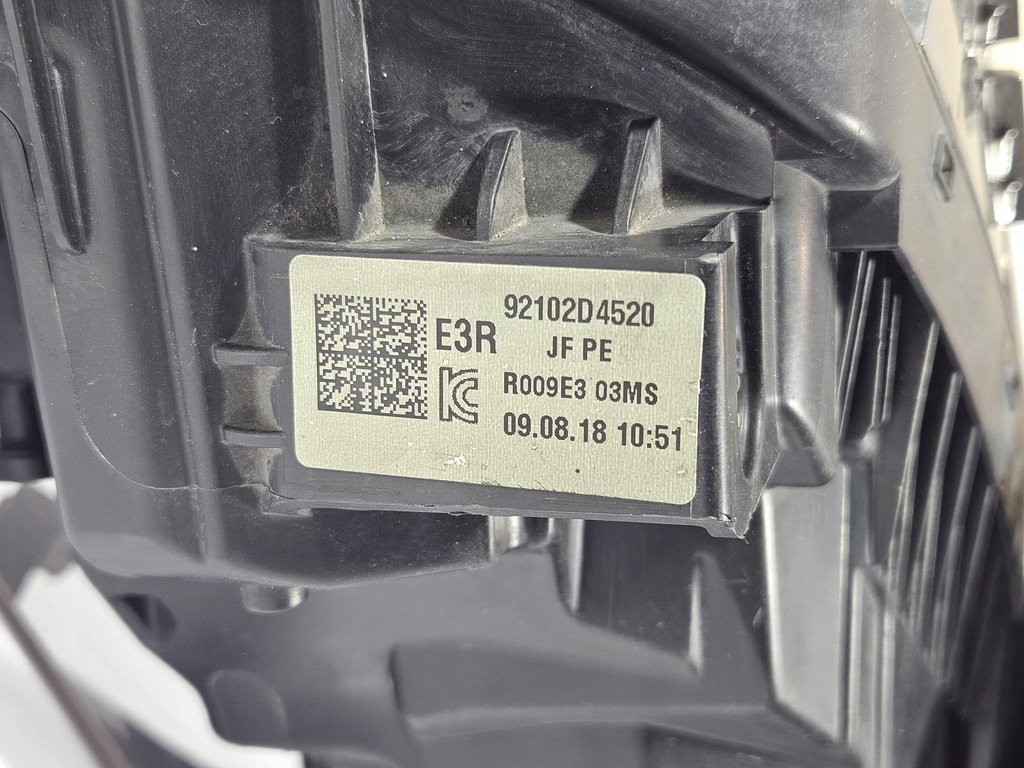 92102D4520
E3R
JF PE
R009E3 03MS
09.08.18 10:51